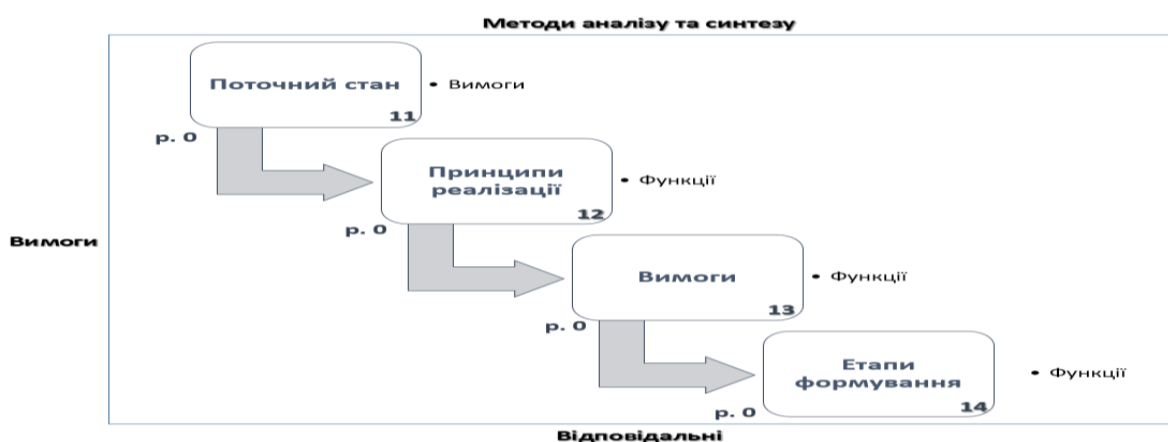 Методи аналізу та синтезу
Поточний стан
11
• Вимоги
р. 0
Принципи
реалізації
12
• Функції
р. 0
Вимоги
Вимоги
13
• Функції
р. 0
Етапи
формування
14
• Функції
р. 0
Відповідальні